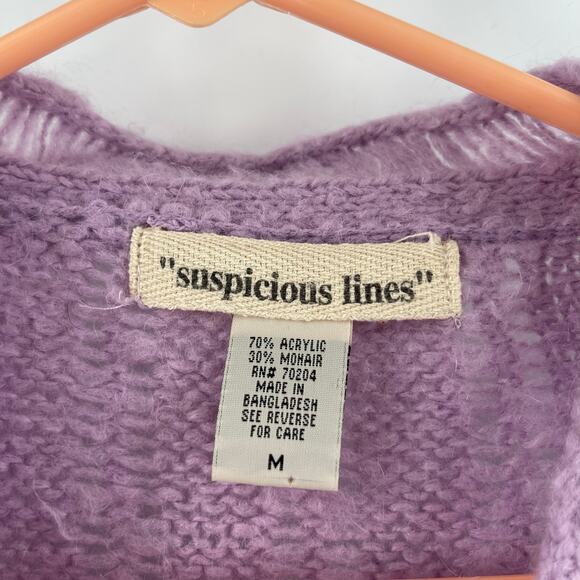 "suspicious lines"
70% ACRYLIC
30% MOHAIR
RN# 70204
MADE IN
BANGLADESH
SEE REVERSE
FOR CARE
M